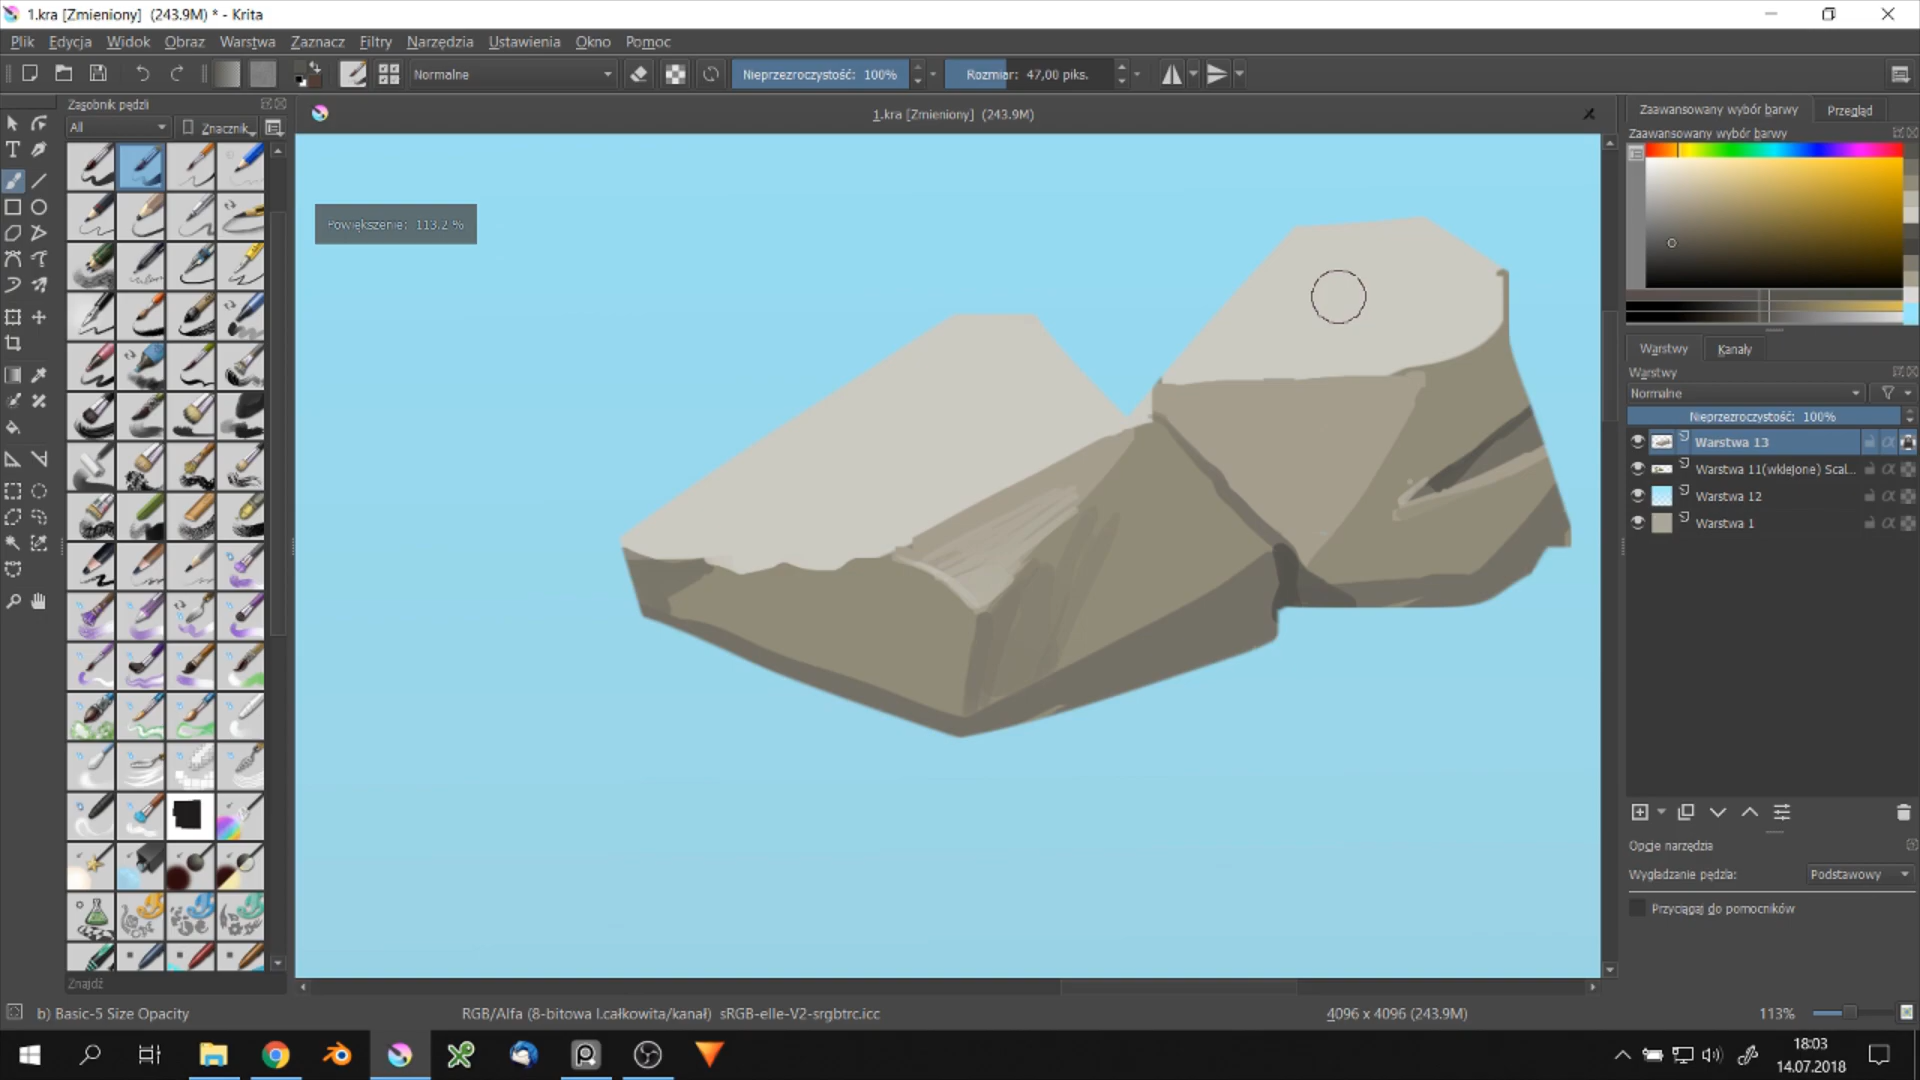 1.kra [Zmieniony] (243.9M) * - Krita
Plik Edycja Widok Obraz Warstwa Zaznacz Filtry Narzędzia Ustawienia Okno Pomoc
Normalne Nieprzezroczystość: 100% Rozmiar: 47,00 piks.
Zasobnik pędzli
All Znacznik
1.kra [Zmieniony] (243.9M)
Powiększenie: 113.2 %
Zaawansowany wybór barwy Przegląd
Zaawansowany wybór barwy
Warstwy Kanały
Warstwy
Normalne
Nieprzezroczystość: 100%
Warstwa 13
Warstwa 11(wklejone) Scal...
Warstwa 12
Warstwa 1
Opcje narzędzia
Wygładzanie pędzla: Podstawowy
Przyciągaj do pomocników
Znajdź
b) Basic-5 Size Opacity
RGB/Alfa (8-bitowa l.całkowita/kanał) sRGB-elle-V2-srgbtrc.icc
4096 x 4096 (243.9M)
113%
18:03
14.07.2018